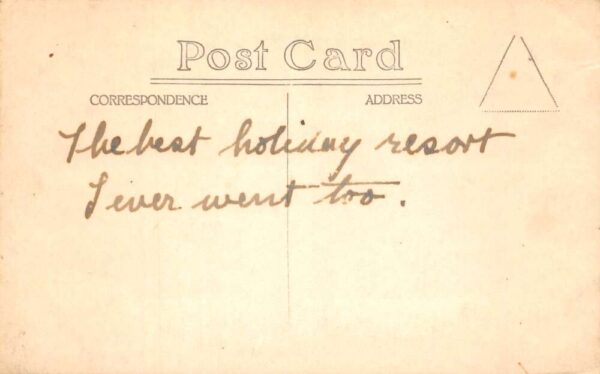 Post Card
CORRESPONDENCE ADDRESS
The best holiday resort
I ever went too.